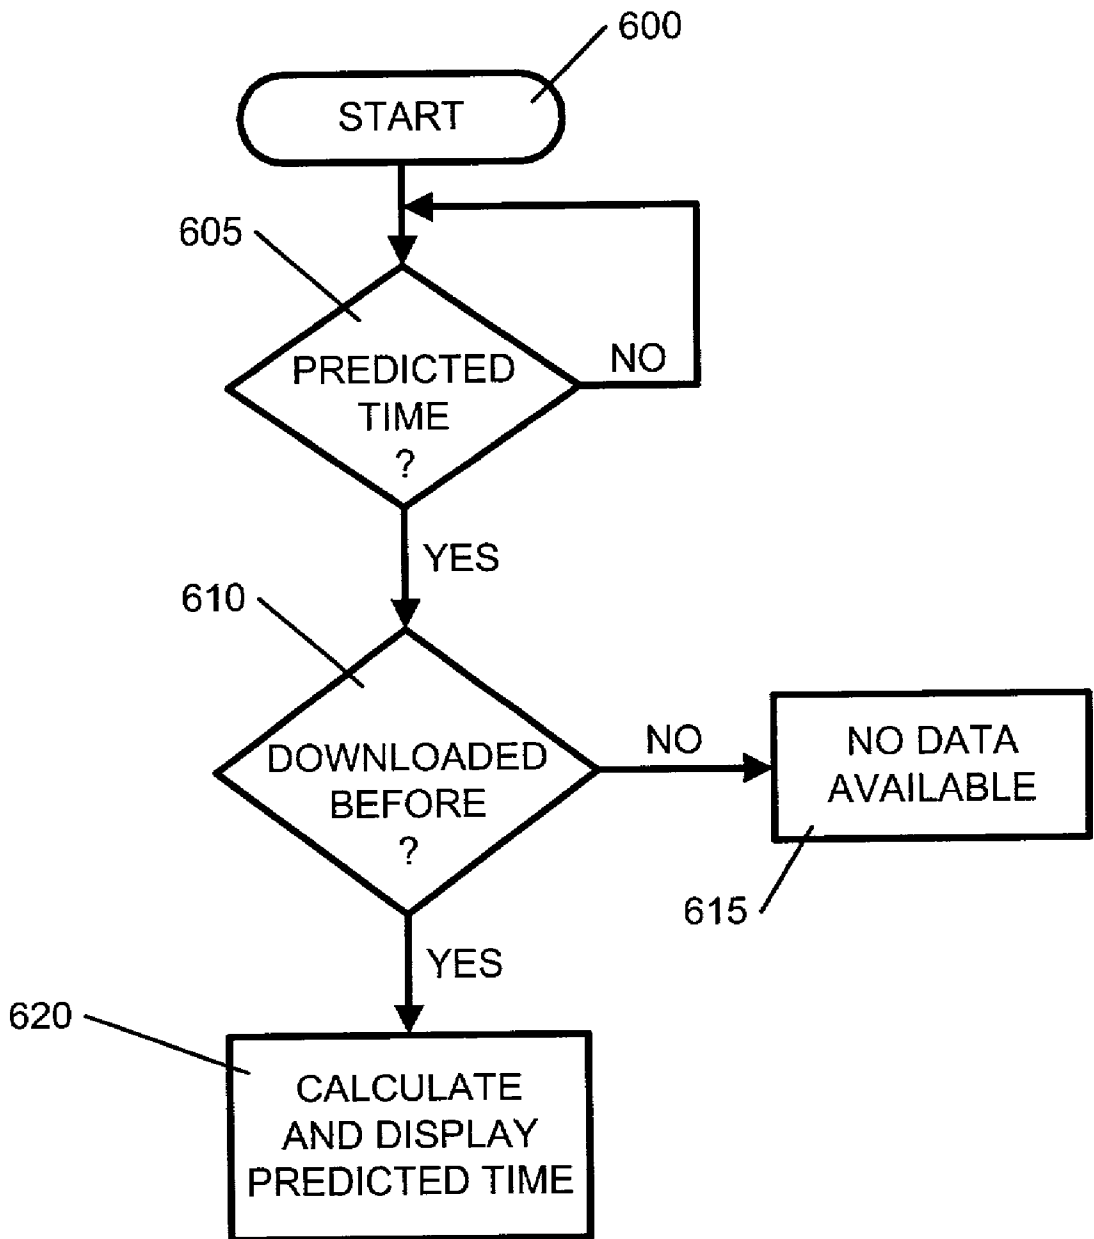 600
START
605
PREDICTED
TIME
?
NO
YES
610
DOWNLOADED
BEFORE
?
NO
NO DATA
AVAILABLE
615
YES
620
CALCULATE
AND DISPLAY
PREDICTED TIME